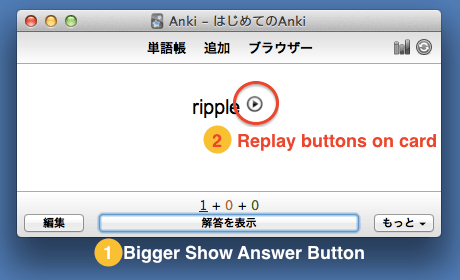 Anki – はじめてのAnki
単語帳 追加 ブラウザー
ripple
2 Replay buttons on card
1 + 0 + 0
編集 解答を表示 もっと
1 Bigger Show Answer Button